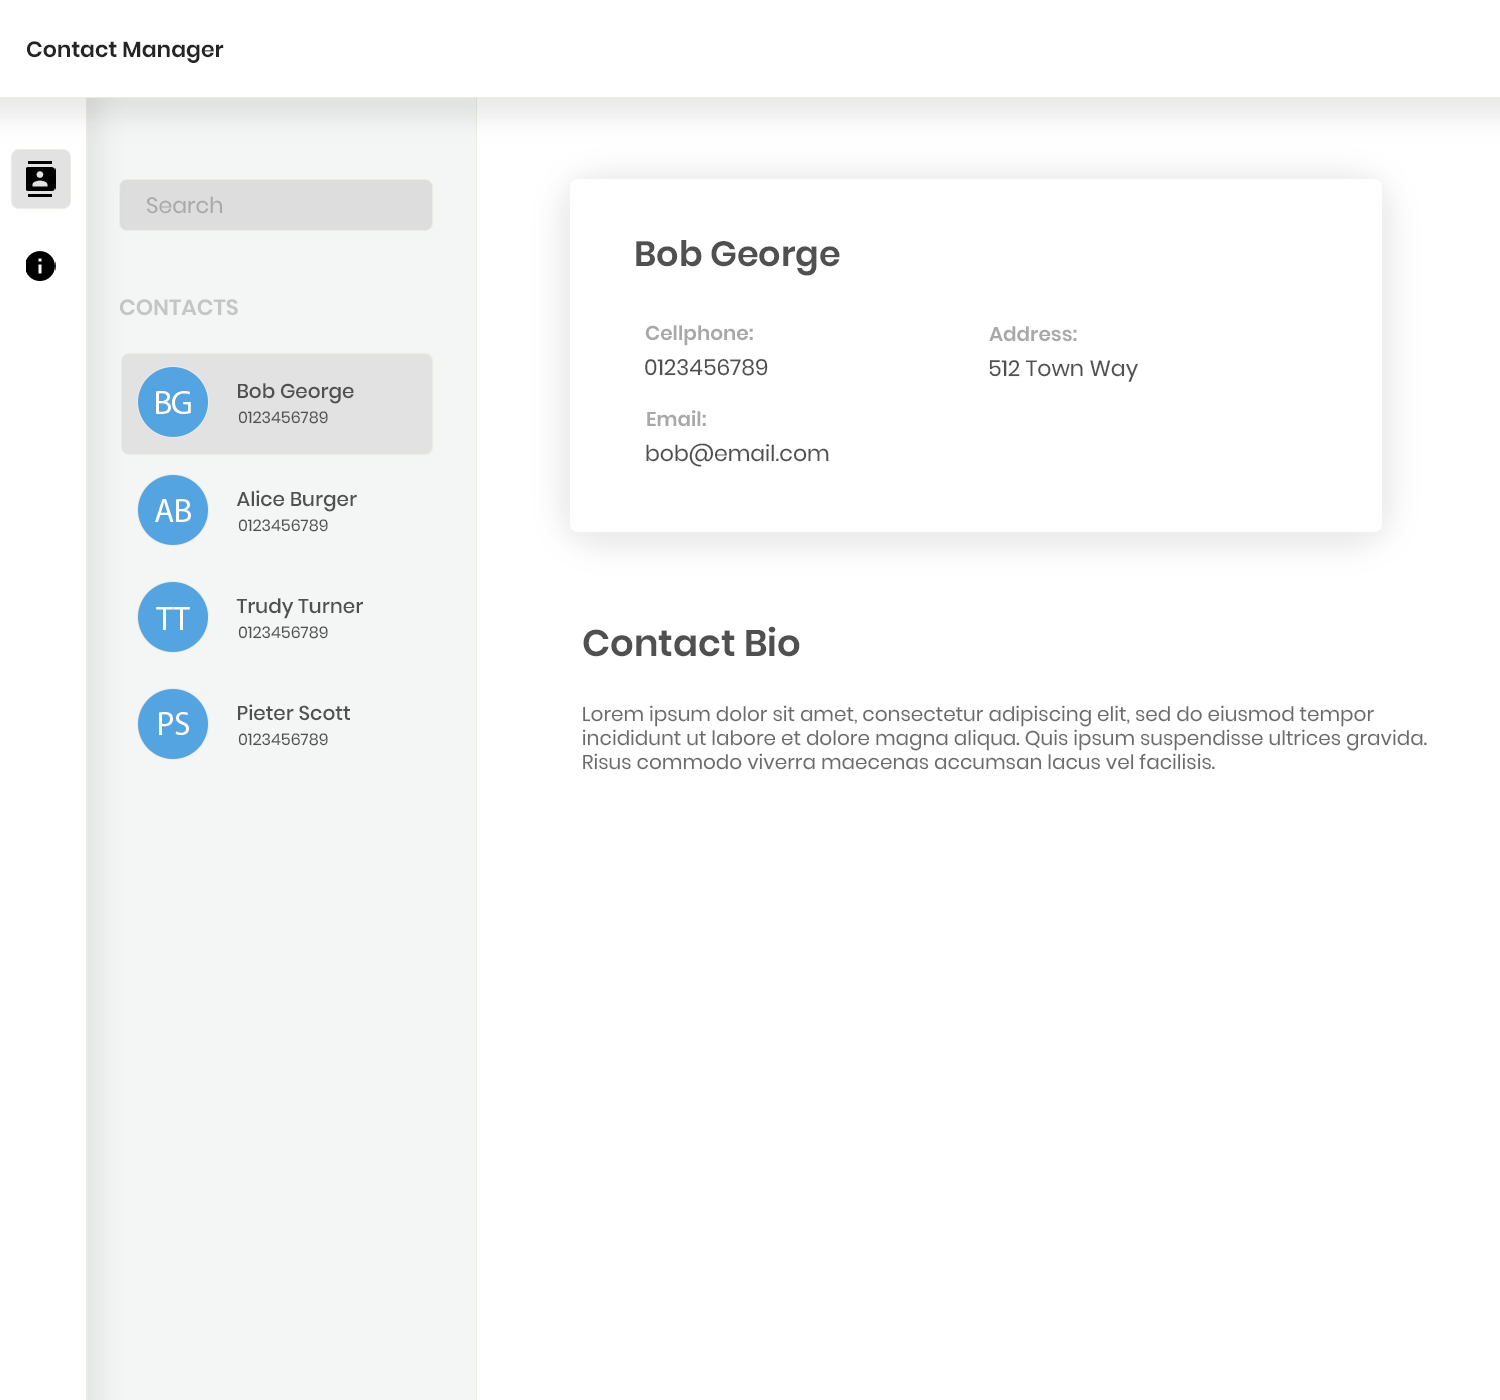 Contact Manager
Search
CONTACTS
BG
Bob George
0123456789
AB
Alice Burger
0123456789
TT
Trudy Turner
0123456789
PS
Pieter Scott
0123456789
Bob George
Cellphone:
0123456789
Address:
512 Town Way
Email:
bob@email.com
Contact Bio
Lorem ipsum dolor sit amet, consectetur adipiscing elit, sed do eiusmod tempor
incididunt ut labore et dolore magna aliqua. Quis ipsum suspendisse ultrices gravida.
Risus commodo viverra maecenas accumsan lacus vel facilisis.